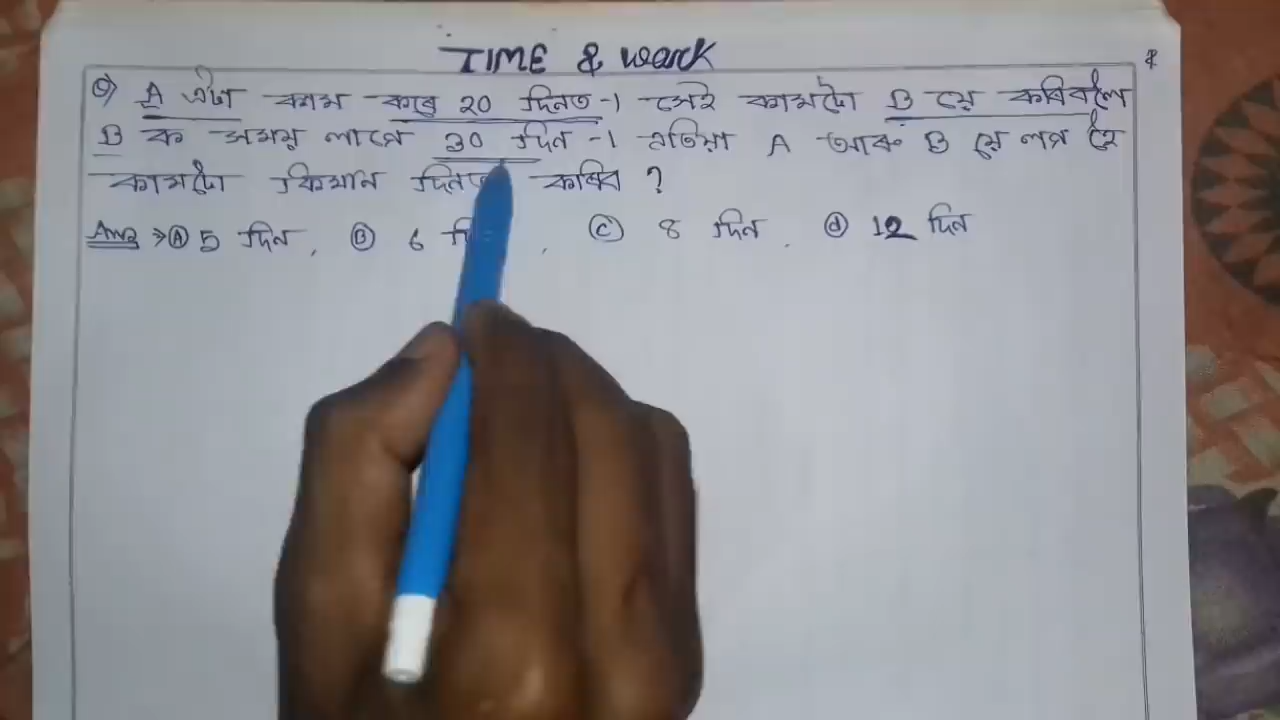 TIME & work
Q) A এটা কাম কৰে 20 দিনত -। সেই কামটো B য়ে কৰিবলৈ
B ক সময় লাগে 30 দিন -। এতিয়া A আৰু B য়ে লগ হৈ
কামটো কিমান দিনত কৰিব ?
Ans → Ⓐ 5 দিন , Ⓑ 6 দি , Ⓒ 8 দিন , ⓓ 12 দিন